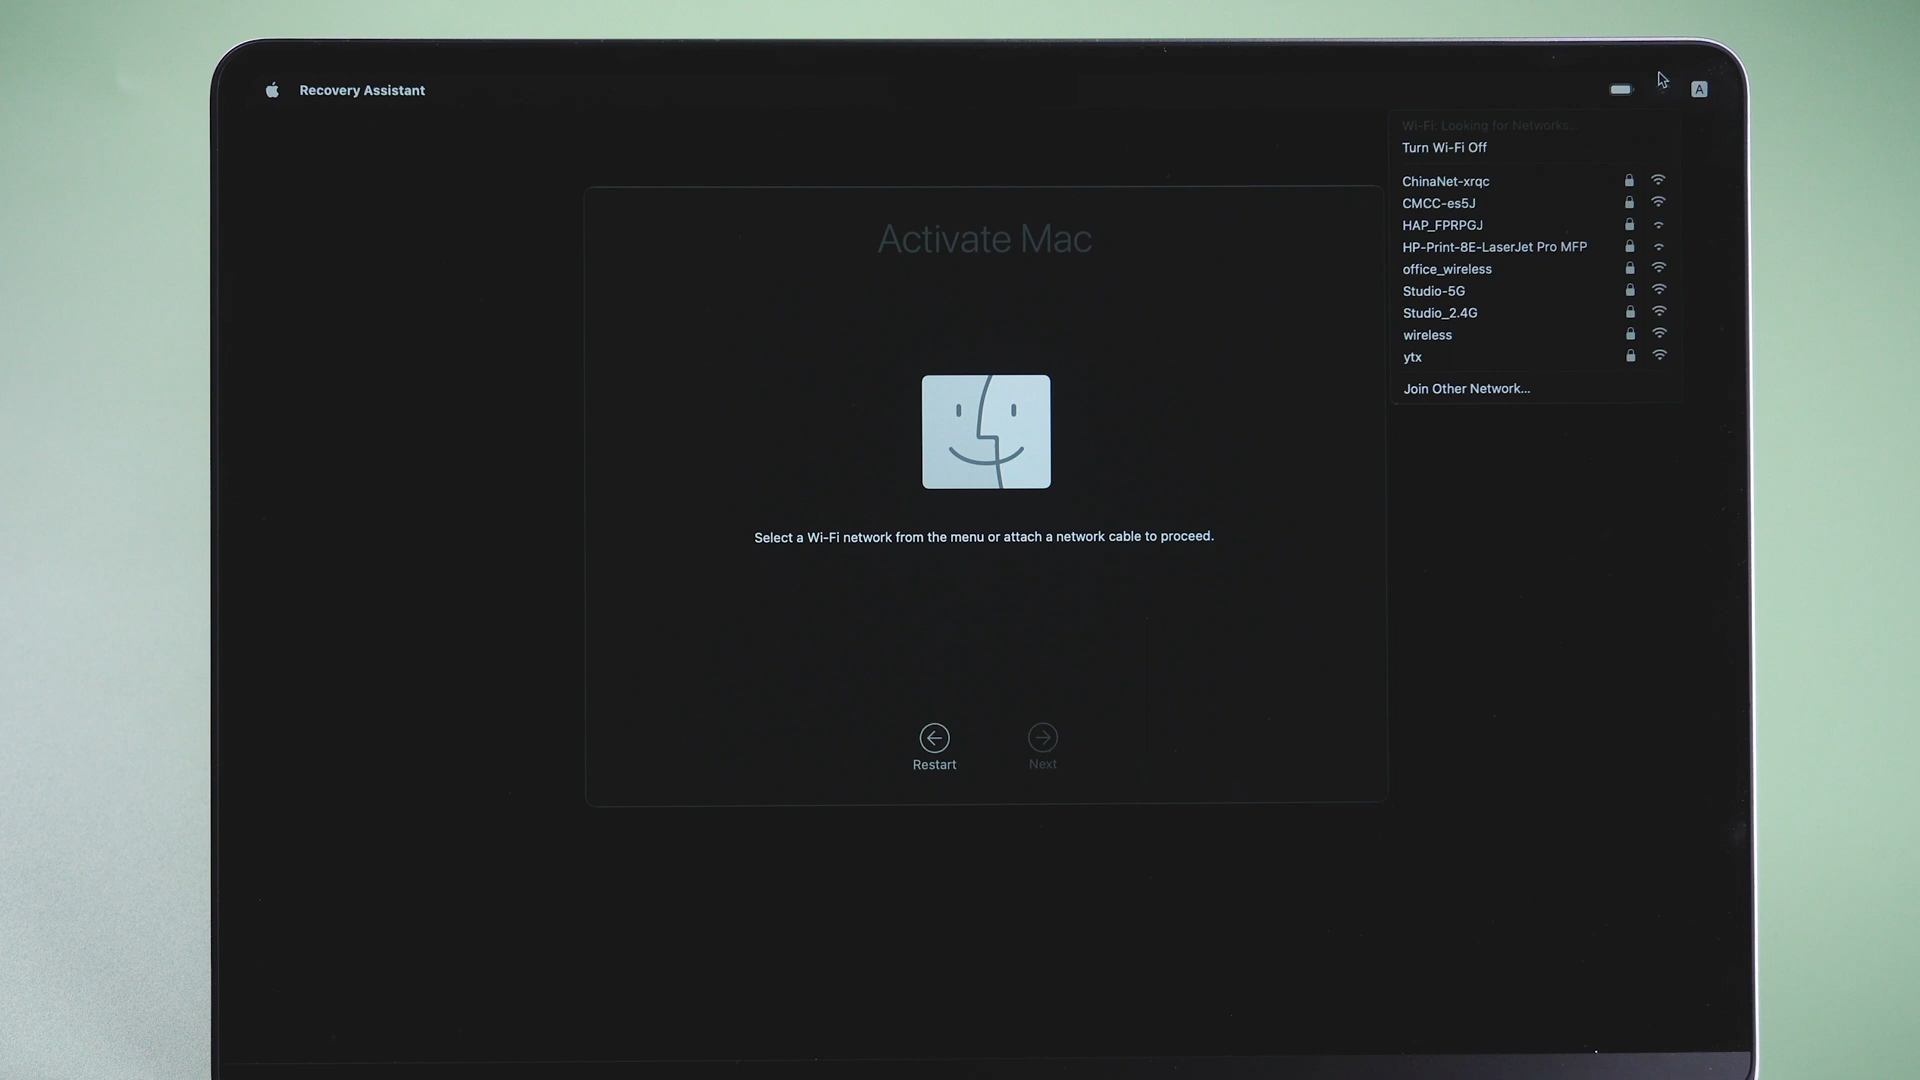 Recovery Assistant
A
Wi-Fi: Looking for Networks...
Turn Wi-Fi Off
ChinaNet-xrqc
CMCC-es5J
HAP_FPRPGJ
HP-Print-8E-LaserJet Pro MFP
office_wireless
Studio-5G
Studio_2.4G
wireless
ytx
Join Other Network...
Activate Mac
Select a Wi-Fi network from the menu or attach a network cable to proceed.
Restart
Next